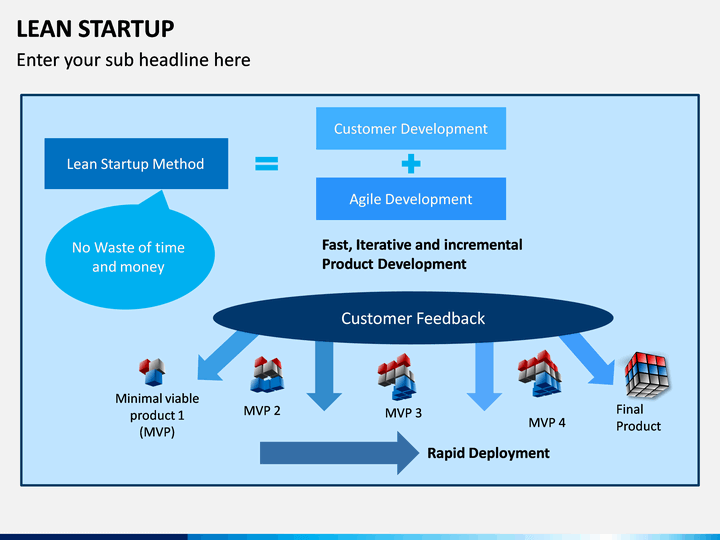 LEAN STARTUP
Enter your sub headline here
Customer Development
Lean Startup Method
=
+
Agile Development
No Waste of time
and money
Fast, Iterative and incremental
Product Development
Customer Feedback
Minimal viable
product 1
(MVP)
MVP 2
MVP 3
MVP 4
Final
Product
Rapid Deployment